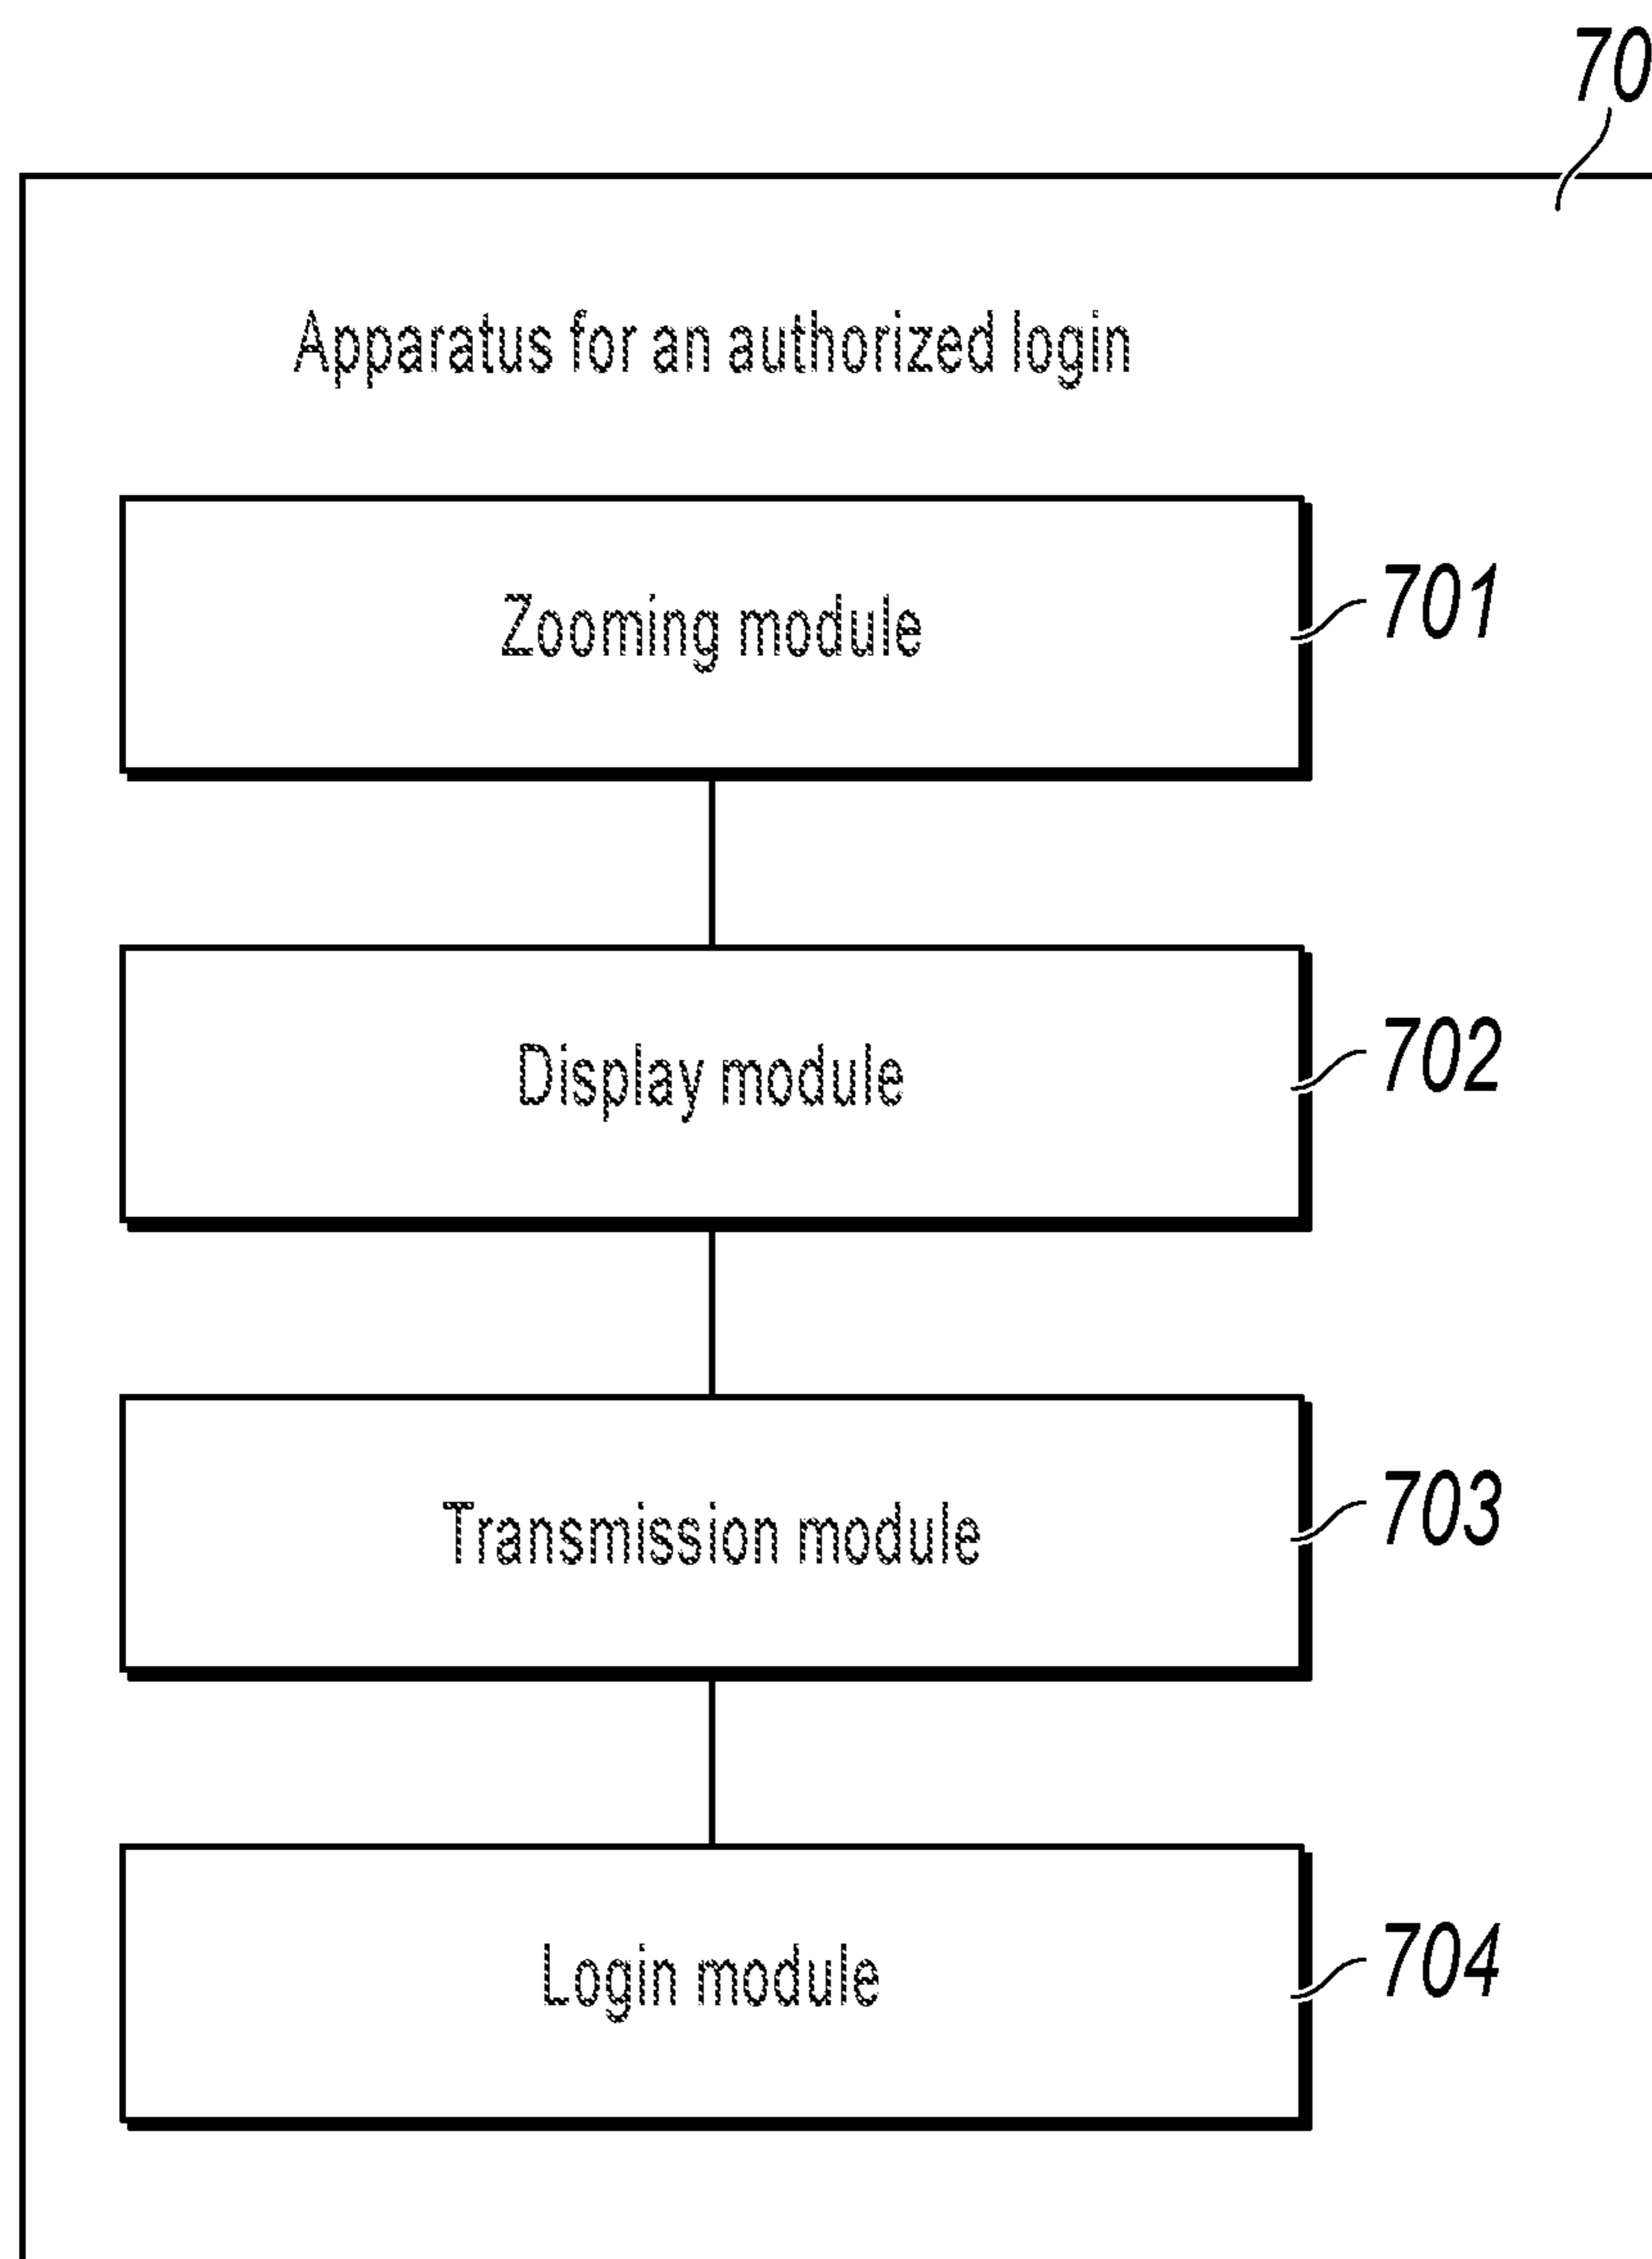 70
Apparatus for an authorized login
Zooming module
701
Display module
702
Transmission module
703
Login module
704